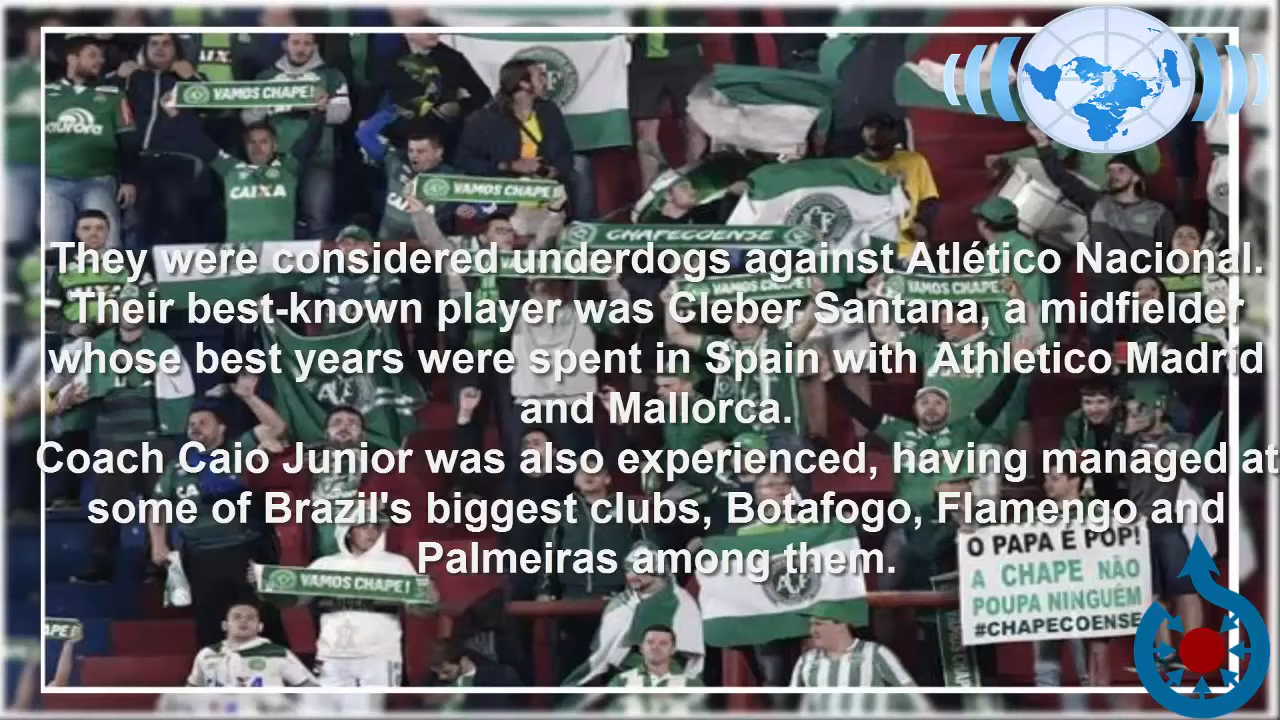 VAMOS CHAPE!
CAIXA
VAMOS CHAPE!
CHAPECOENSE
They were considered underdogs against Atlético Nacional.
Their best-known player was Cleber Santana, a midfielder
whose best years were spent in Spain with Athletico Madrid
and Mallorca.
Coach Caio Junior was also experienced, having managed at
some of Brazil's biggest clubs, Botafogo, Flamengo and
Palmeiras among them.
VAMOS CHAPE!
O PAPA É POP!
A CHAPE NÃO
POUPA NINGUÉM
#CHAPECOENSE